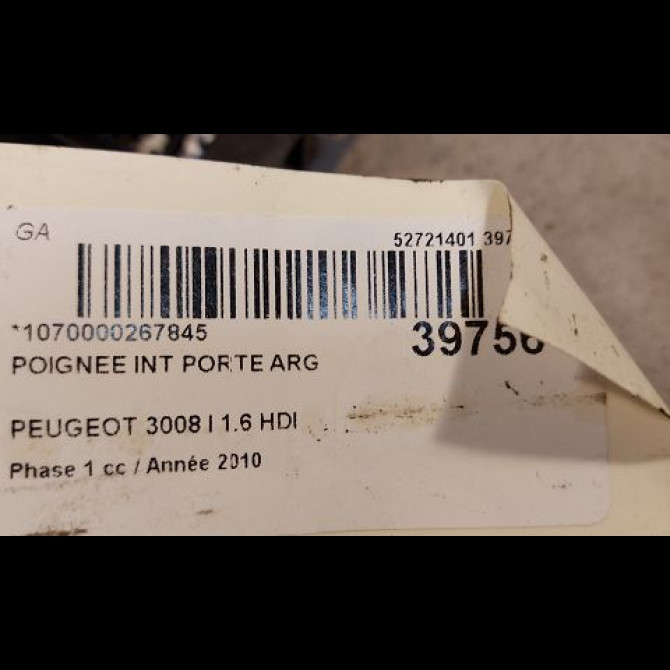 GA
52721401 397
*1070000267845
39756
POIGNEE INT PORTE ARG
PEUGEOT 3008 I 1.6 HDI
Phase 1 cc / Année 2010